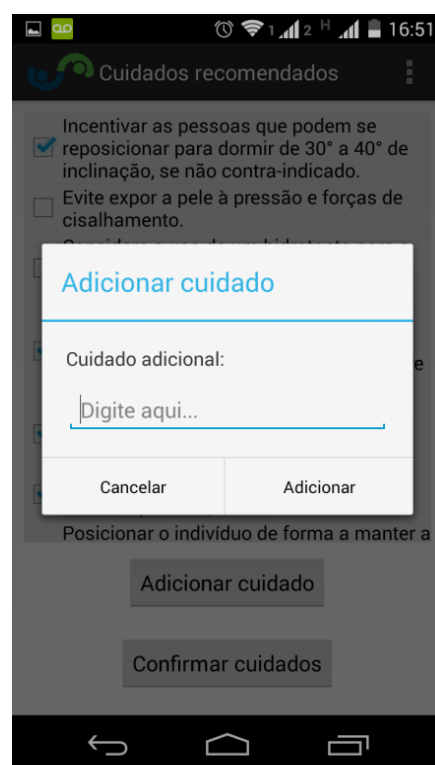 1 2 H 16:51
Cuidados recomendados
Incentivar as pessoas que podem se
reposicionar para dormir de 30° a 40° de
inclinação, se não contra-indicado.
Evite expor a pele à pressão e forças de
cisalhamento.
Adicionar cuidado
Cuidado adicional:
Digite aqui...
Cancelar Adicionar
Posicionar o indivíduo de forma a manter a
Adicionar cuidado
Confirmar cuidados